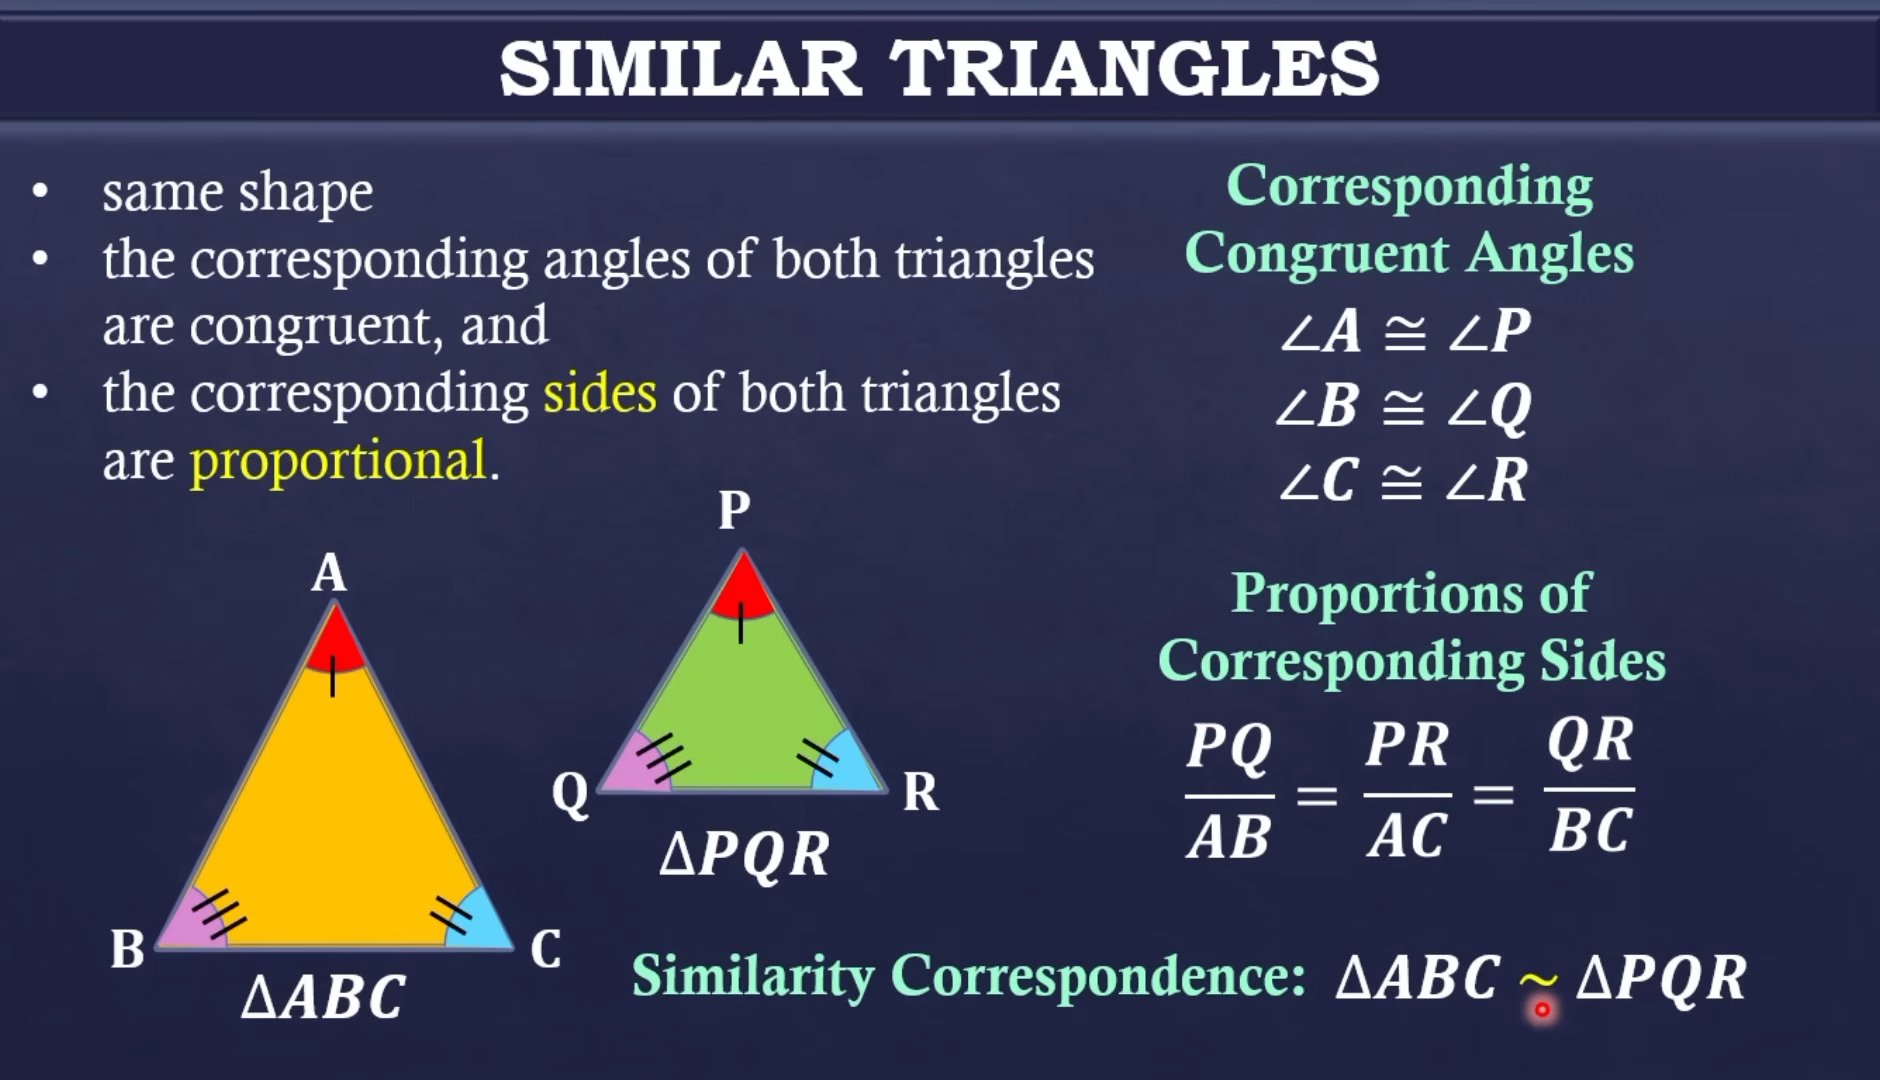 SIMILAR TRIANGLES
• same shape
• the corresponding angles of both triangles
are congruent, and
• the corresponding sides of both triangles
are proportional.
Corresponding
Congruent Angles
∠A ≅ ∠P
∠B ≅ ∠Q
∠C ≅ ∠R
Proportions of
Corresponding Sides
PQ/AB = PR/AC = QR/BC
A
B
C
ΔABC
P
Q
R
ΔPQR
Similarity Correspondence: ΔABC ~ ΔPQR